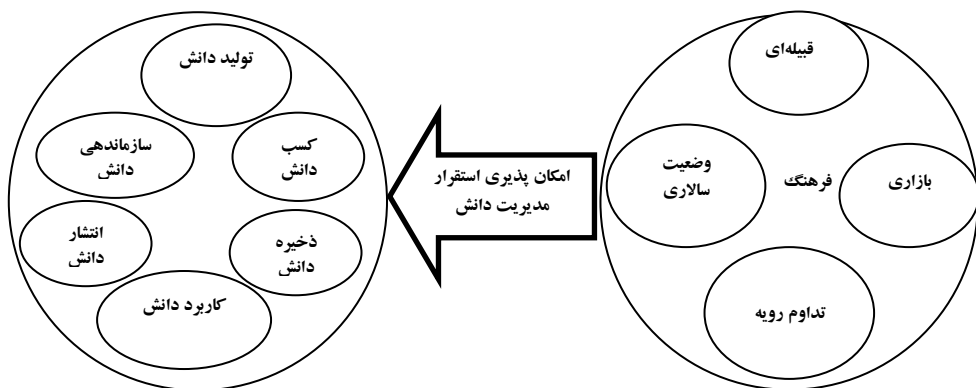 قبیله‌ای
بازاری
فرهنگ
وضعیت
سالاری
تداوم رویه
امکان پذیری استقرار
مدیریت دانش
تولید دانش
کسب
دانش
سازماندهی
دانش
ذخیره
دانش
انتشار
دانش
کاربرد دانش